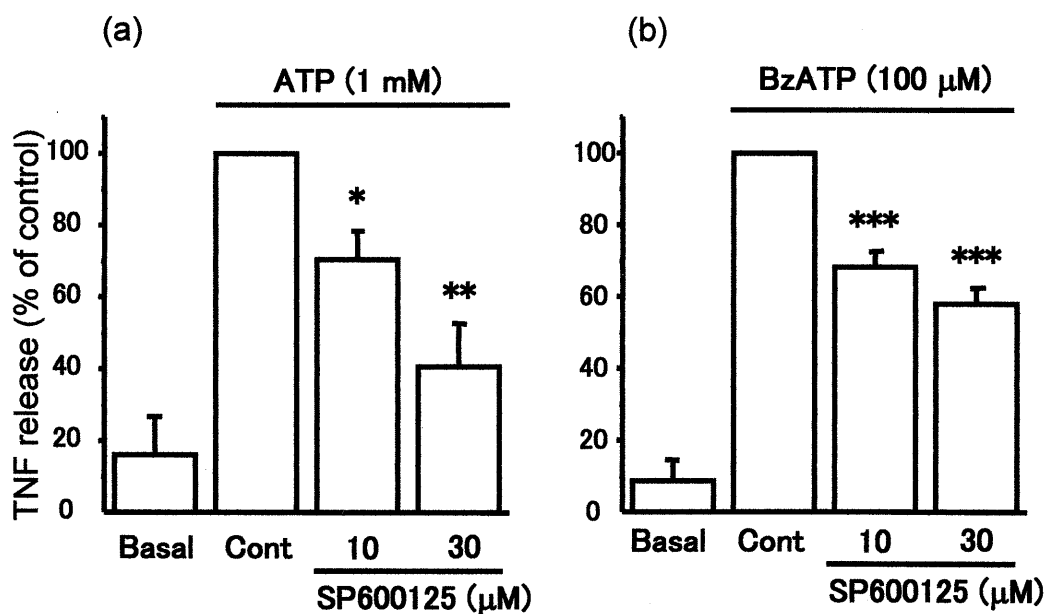 (a)
ATP (1 mM)
TNF release (% of control)
100
80
60
40
20
0
*
**
Basal Cont 10 30
SP600125 (μM)
(b)
BzATP (100 μM)
100
80
60
40
20
0
***
***
Basal Cont 10 30
SP600125 (μM)